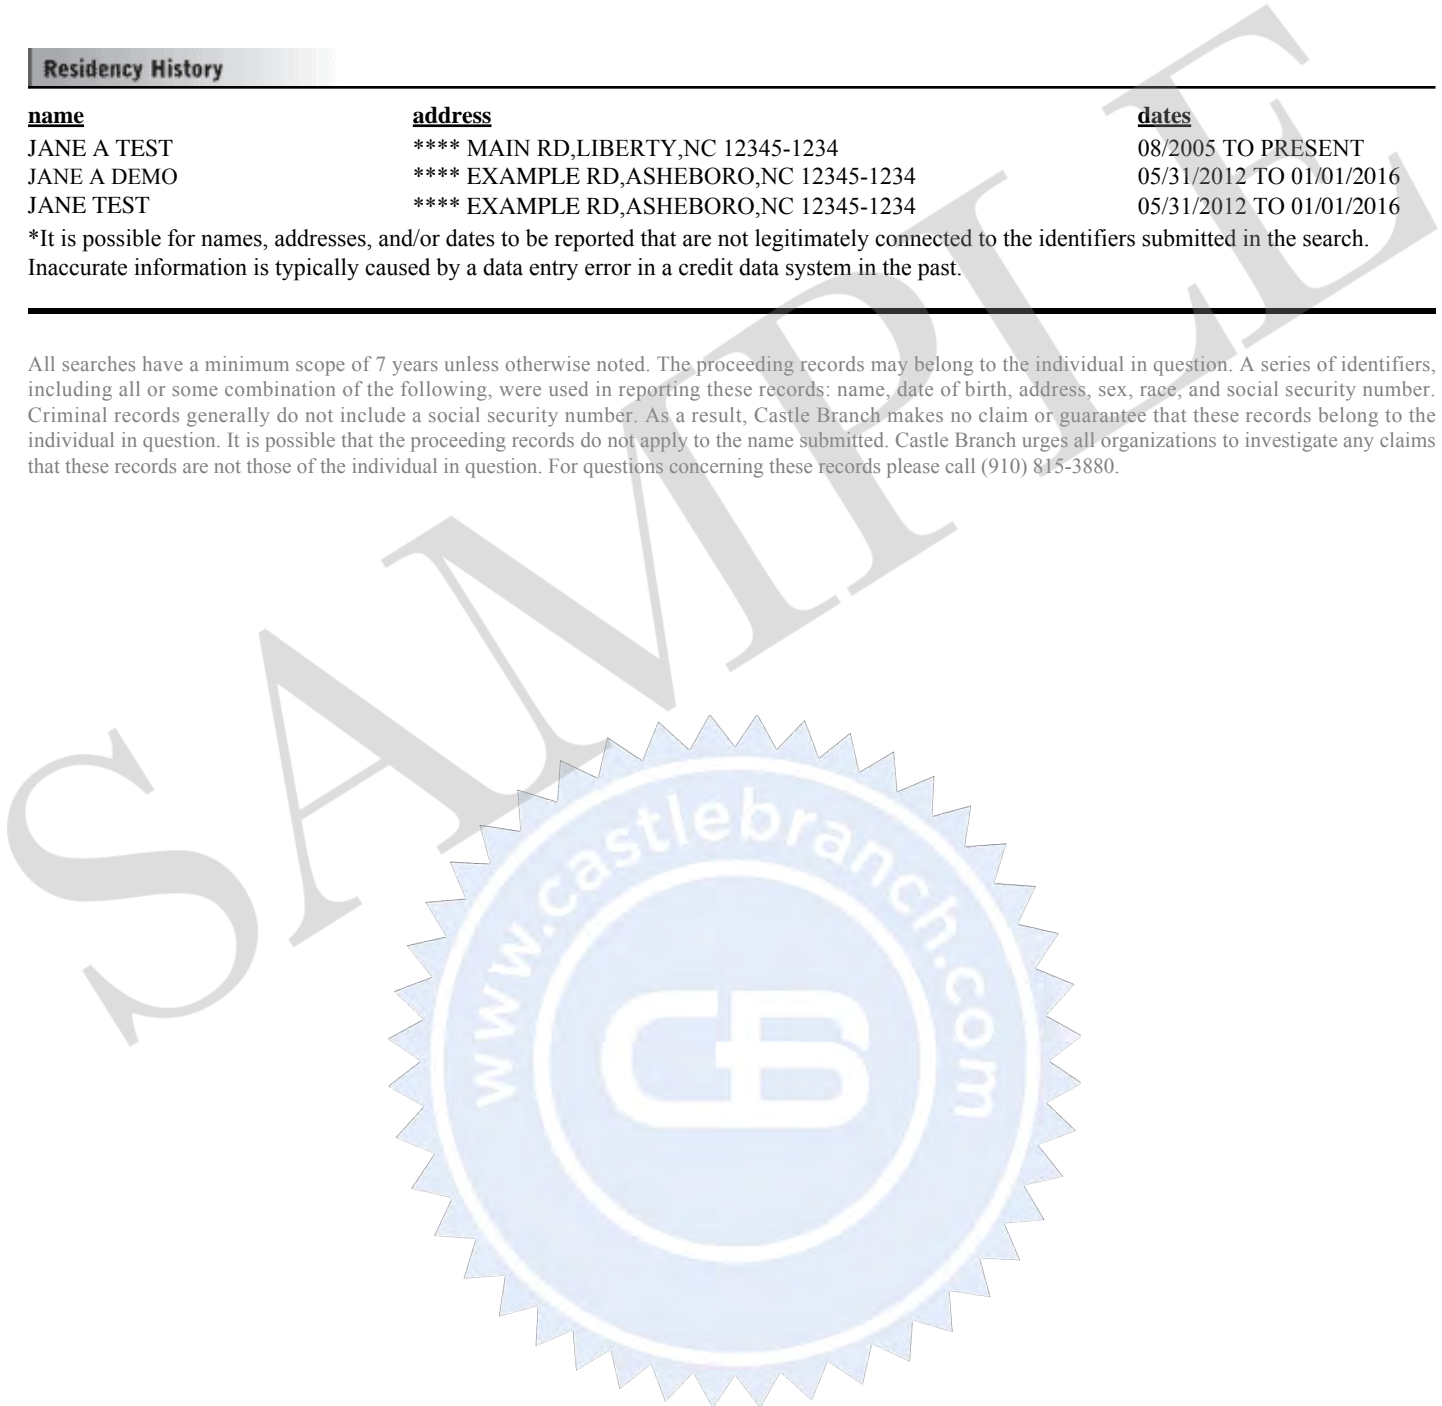 Residency History
name address dates
JANE A TEST **** MAIN RD,LIBERTY,NC 12345-1234 08/2005 TO PRESENT
JANE A DEMO **** EXAMPLE RD,ASHEBORO,NC 12345-1234 05/31/2012 TO 01/01/2016
JANE TEST **** EXAMPLE RD,ASHEBORO,NC 12345-1234 05/31/2012 TO 01/01/2016
*It is possible for names, addresses, and/or dates to be reported that are not legitimately connected to the identifiers submitted in the search.
Inaccurate information is typically caused by a data entry error in a credit data system in the past.
All searches have a minimum scope of 7 years unless otherwise noted. The proceeding records may belong to the individual in question. A series of identifiers,
including all or some combination of the following, were used in reporting these records: name, date of birth, address, sex, race, and social security number.
Criminal records generally do not include a social security number. As a result, Castle Branch makes no claim or guarantee that these records belong to the
individual in question. It is possible that the proceeding records do not apply to the name submitted. Castle Branch urges all organizations to investigate any claims
that these records are not those of the individual in question. For questions concerning these records please call (910) 815-3880.
SAMPLE
www.castlebranch.com
CB